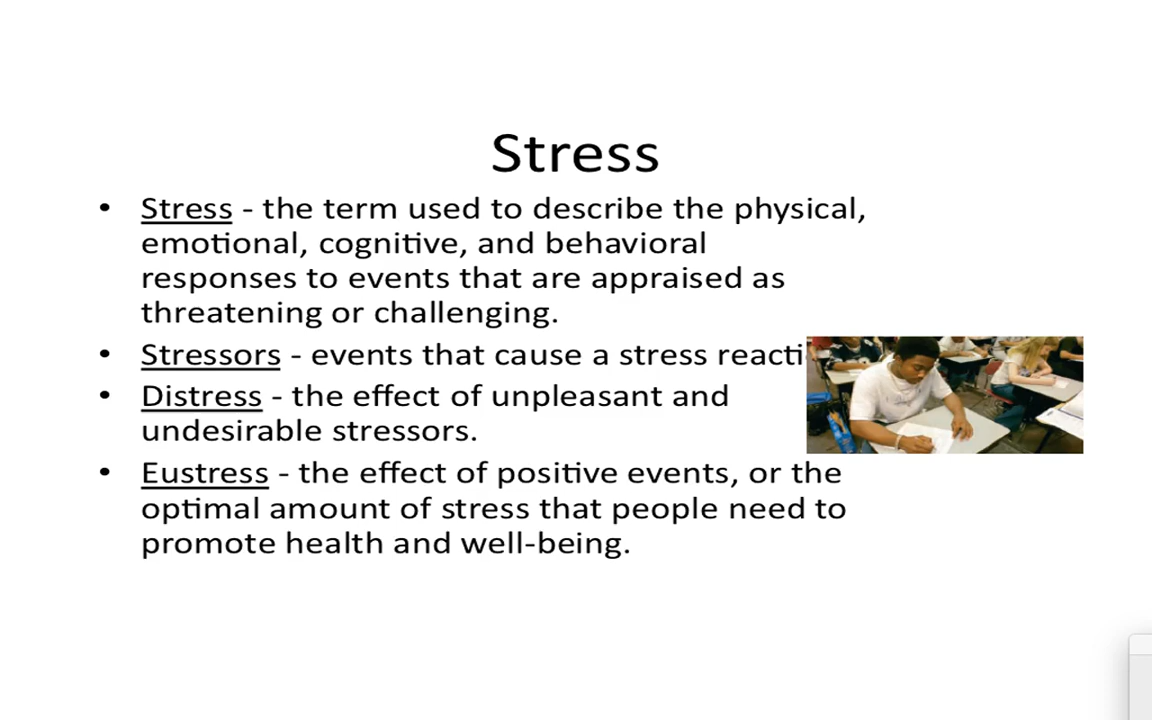 Stress
• Stress - the term used to describe the physical,
emotional, cognitive, and behavioral
responses to events that are appraised as
threatening or challenging.
• Stressors - events that cause a stress reacti
• Distress - the effect of unpleasant and
undesirable stressors.
• Eustress - the effect of positive events, or the
optimal amount of stress that people need to
promote health and well-being.